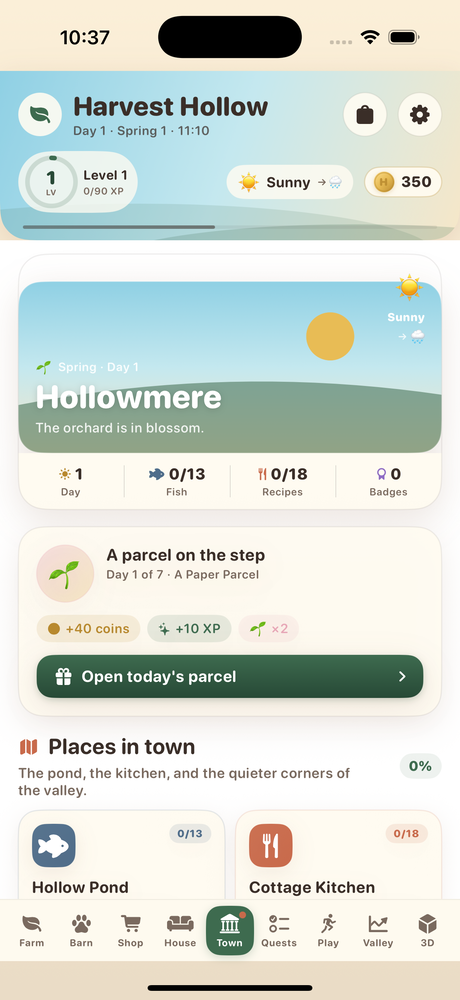 10:37
Harvest Hollow
Day 1 · Spring 1 · 11:10
1
LV
Level 1
0/90 XP
Sunny →
H
350
Sunny
→
Spring · Day 1
Hollowmere
The orchard is in blossom.
1
Day
0/13
Fish
0/18
Recipes
0
Badges
A parcel on the step
Day 1 of 7 · A Paper Parcel
+40 coins
+10 XP
×2
Open today's parcel
Places in town
The pond, the kitchen, and the quieter corners of
the valley.
0%
0/13
Hollow Pond
0/18
Cottage Kitchen
Farm
Barn
Shop
House
Town
Quests
Play
Valley
3D